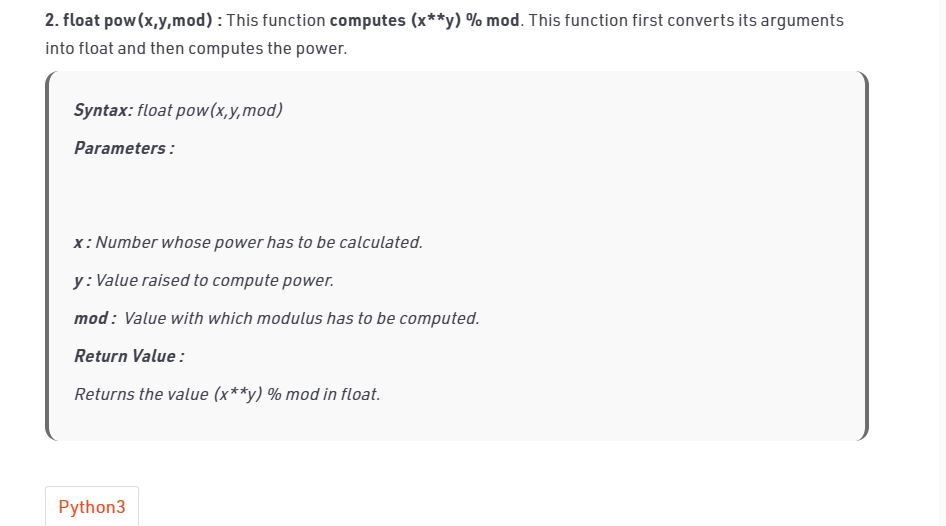 2. float pow(x,y,mod) : This function computes (x**y) % mod. This function first converts its arguments
into float and then computes the power.
Syntax: float pow(x,y,mod)
Parameters :
x : Number whose power has to be calculated.
y : Value raised to compute power.
mod :  Value with which modulus has to be computed.
Return Value :
Returns the value (x**y) % mod in float.
Python3